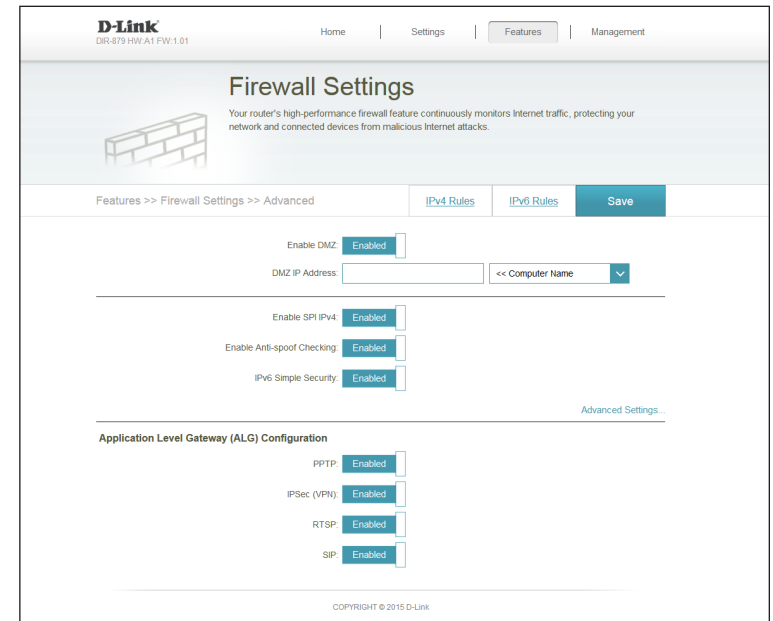 D-Link
DIR-879 HW:A1 FW:1.01
Home
Settings
Features
Management
Firewall Settings
Your router's high-performance firewall feature continuously monitors Internet traffic, protecting your
network and connected devices from malicious Internet attacks.
Features >> Firewall Settings >> Advanced
IPv4 Rules
IPv6 Rules
Save
Enable DMZ: Enabled
DMZ IP Address: << Computer Name
Enable SPI IPv4: Enabled
Enable Anti-spoof Checking: Enabled
IPv6 Simple Security: Enabled
Advanced Settings...
Application Level Gateway (ALG) Configuration
PPTP: Enabled
IPSec (VPN): Enabled
RTSP: Enabled
SIP: Enabled
COPYRIGHT © 2015 D-Link